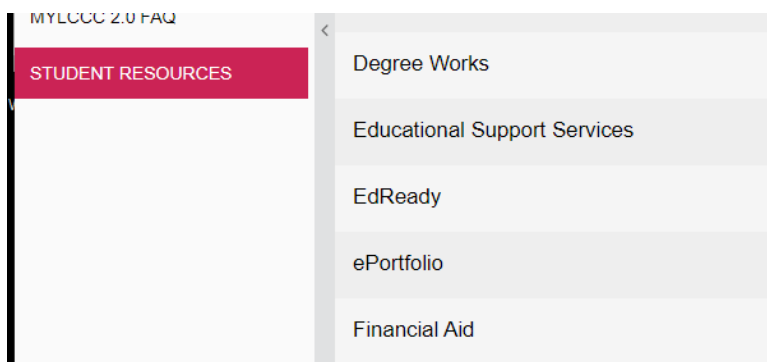 MYLCCC 2.0 FAQ
STUDENT RESOURCES
Degree Works
Educational Support Services
EdReady
ePortfolio
Financial Aid